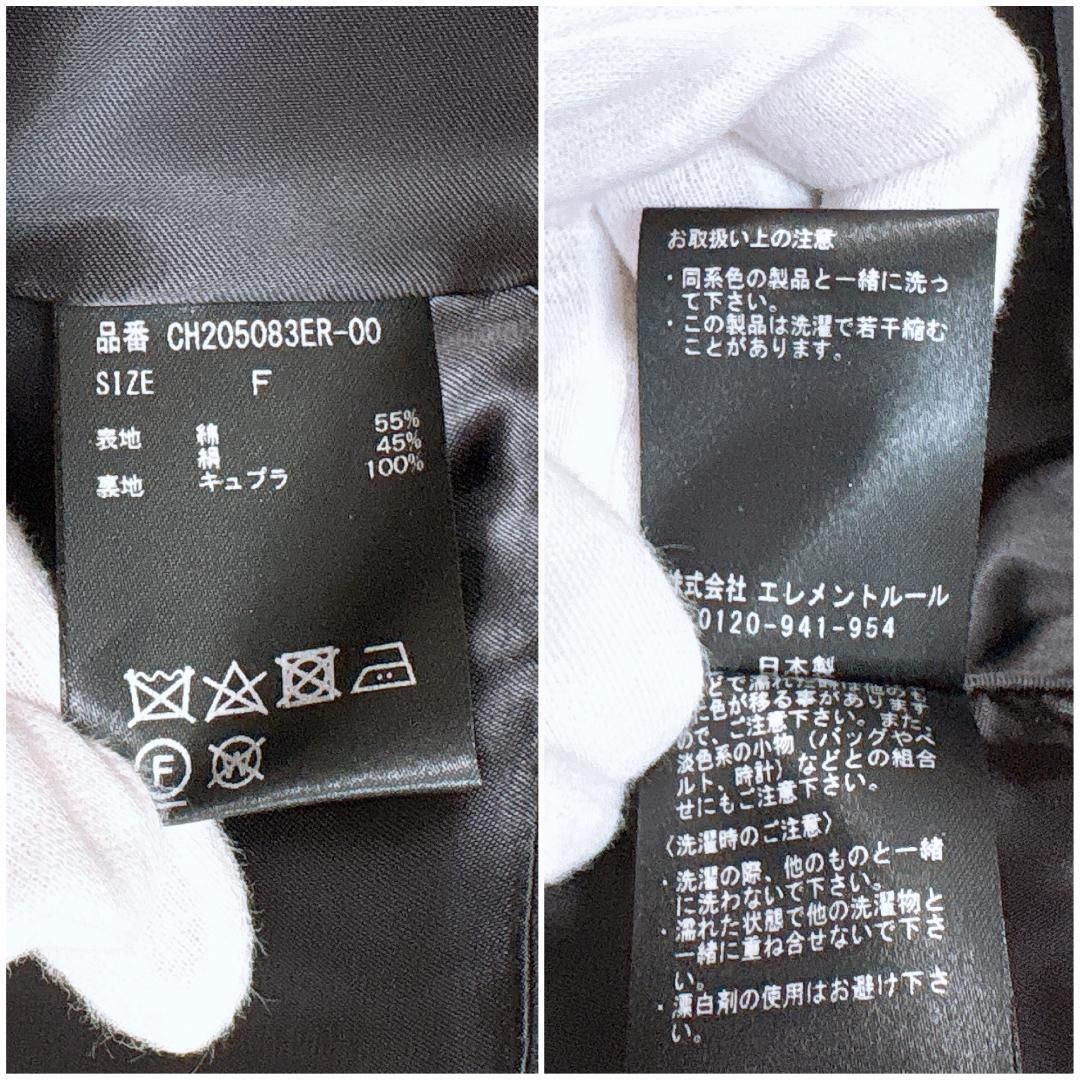 品番 CH205083ER-00
SIZE F
表地 綿 55%
絹 45%
裏地 キュプラ 100%
F
W
お取扱い上の注意
・同系色の製品と一緒に洗っ
て下さい。
・この製品は洗濯で若干縮む
ことがあります。
式会社 エレメントルール
0120-941-954
日本製
どで濡れた
色が移る事があります
ので、ご注意下さい。また、
淡色系の小物（バッグやベ
ルト、時計）などとの組合
せにもご注意下さい。
〈洗濯時のご注意〉
・洗濯の際、他のものと一緒
に洗わないで下さい。
・濡れた状態で他の洗濯物と
一緒に重ね合せないで下さ
い。
・漂白剤の使用はお避け下さ
い。